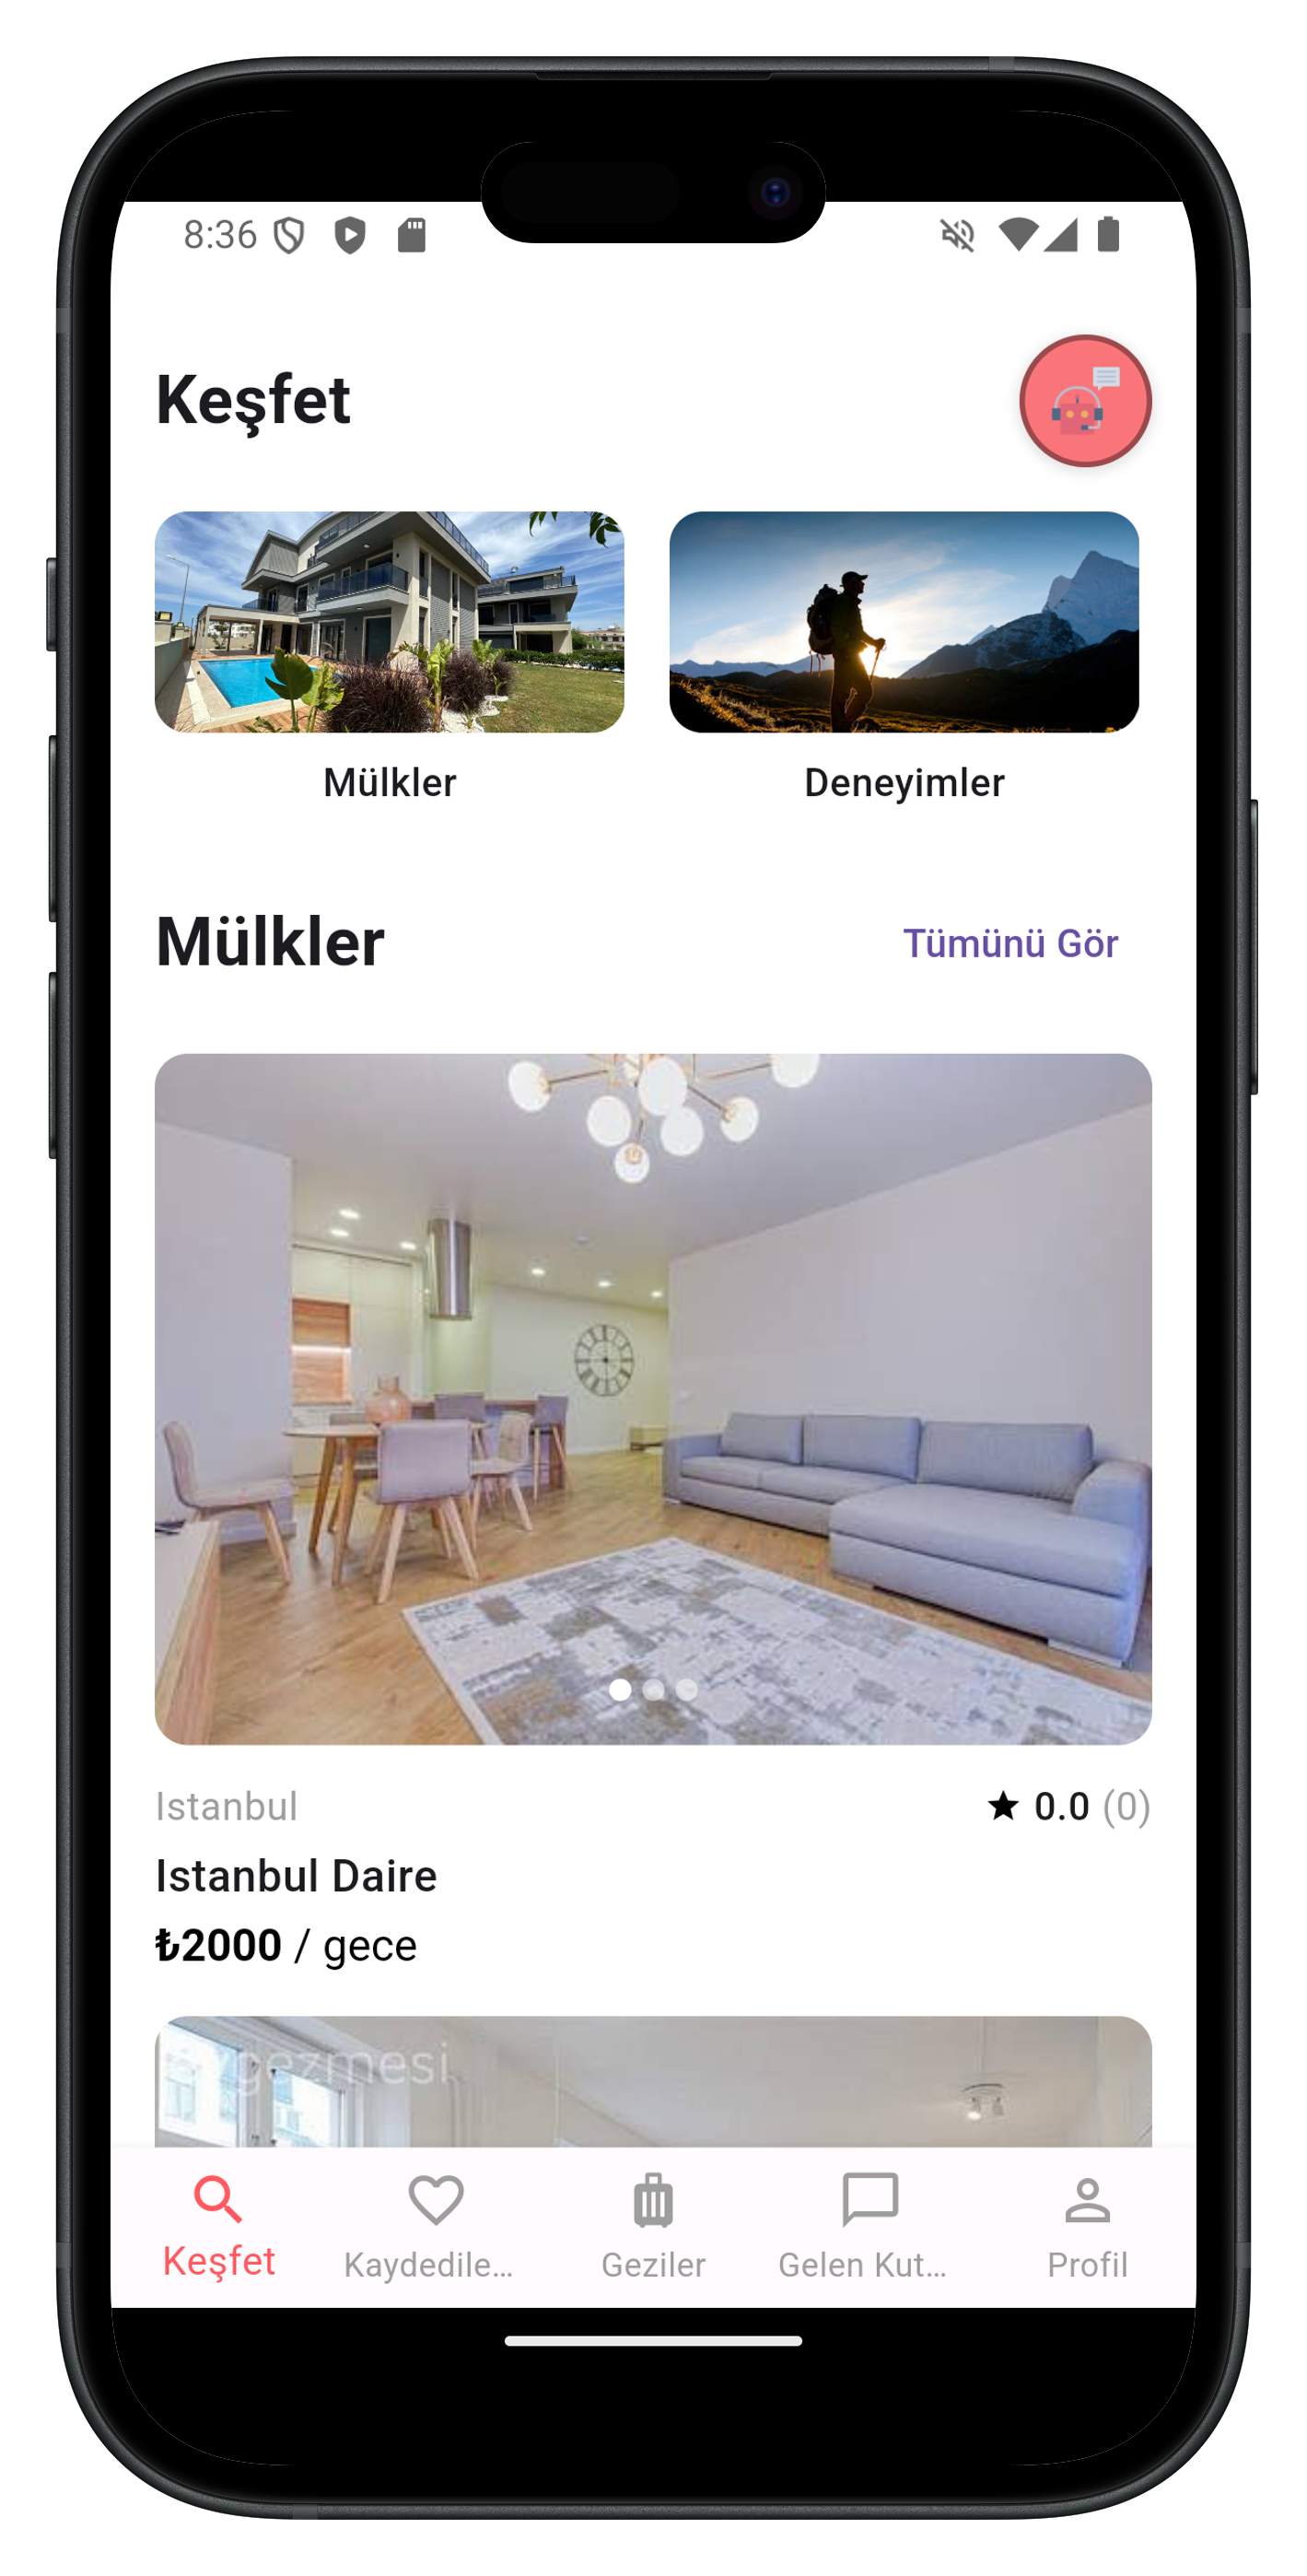 8:36
Keşfet
Mülkler
Deneyimler
Mülkler
Tümünü Gör
Istanbul
0.0 (0)
Istanbul Daire
₺2000 / gece
Keşfet
Kaydedile...
Geziler
Gelen Kut...
Profil